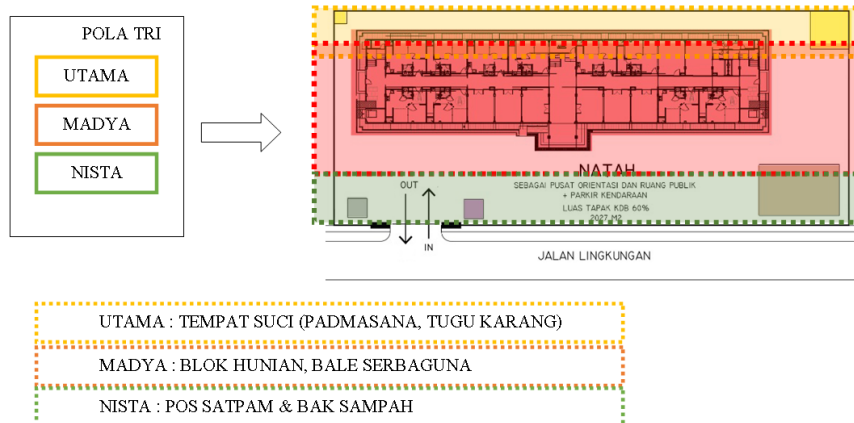 POLA TRI
UTAMA
MADYA
NISTA
NATAH
SEBAGAI PUSAT ORIENTASI DAN RUANG PUBLIK
+ PARKIR KENDARAAN
LUAS TAPAK KDB 60%
2027 M2
OUT
IN
JALAN LINGKUNGAN
UTAMA : TEMPAT SUCI (PADMASANA, TUGU KARANG)
MADYA : BLOK HUNIAN, BALE SERBAGUNA
NISTA : POS SATPAM & BAK SAMPAH